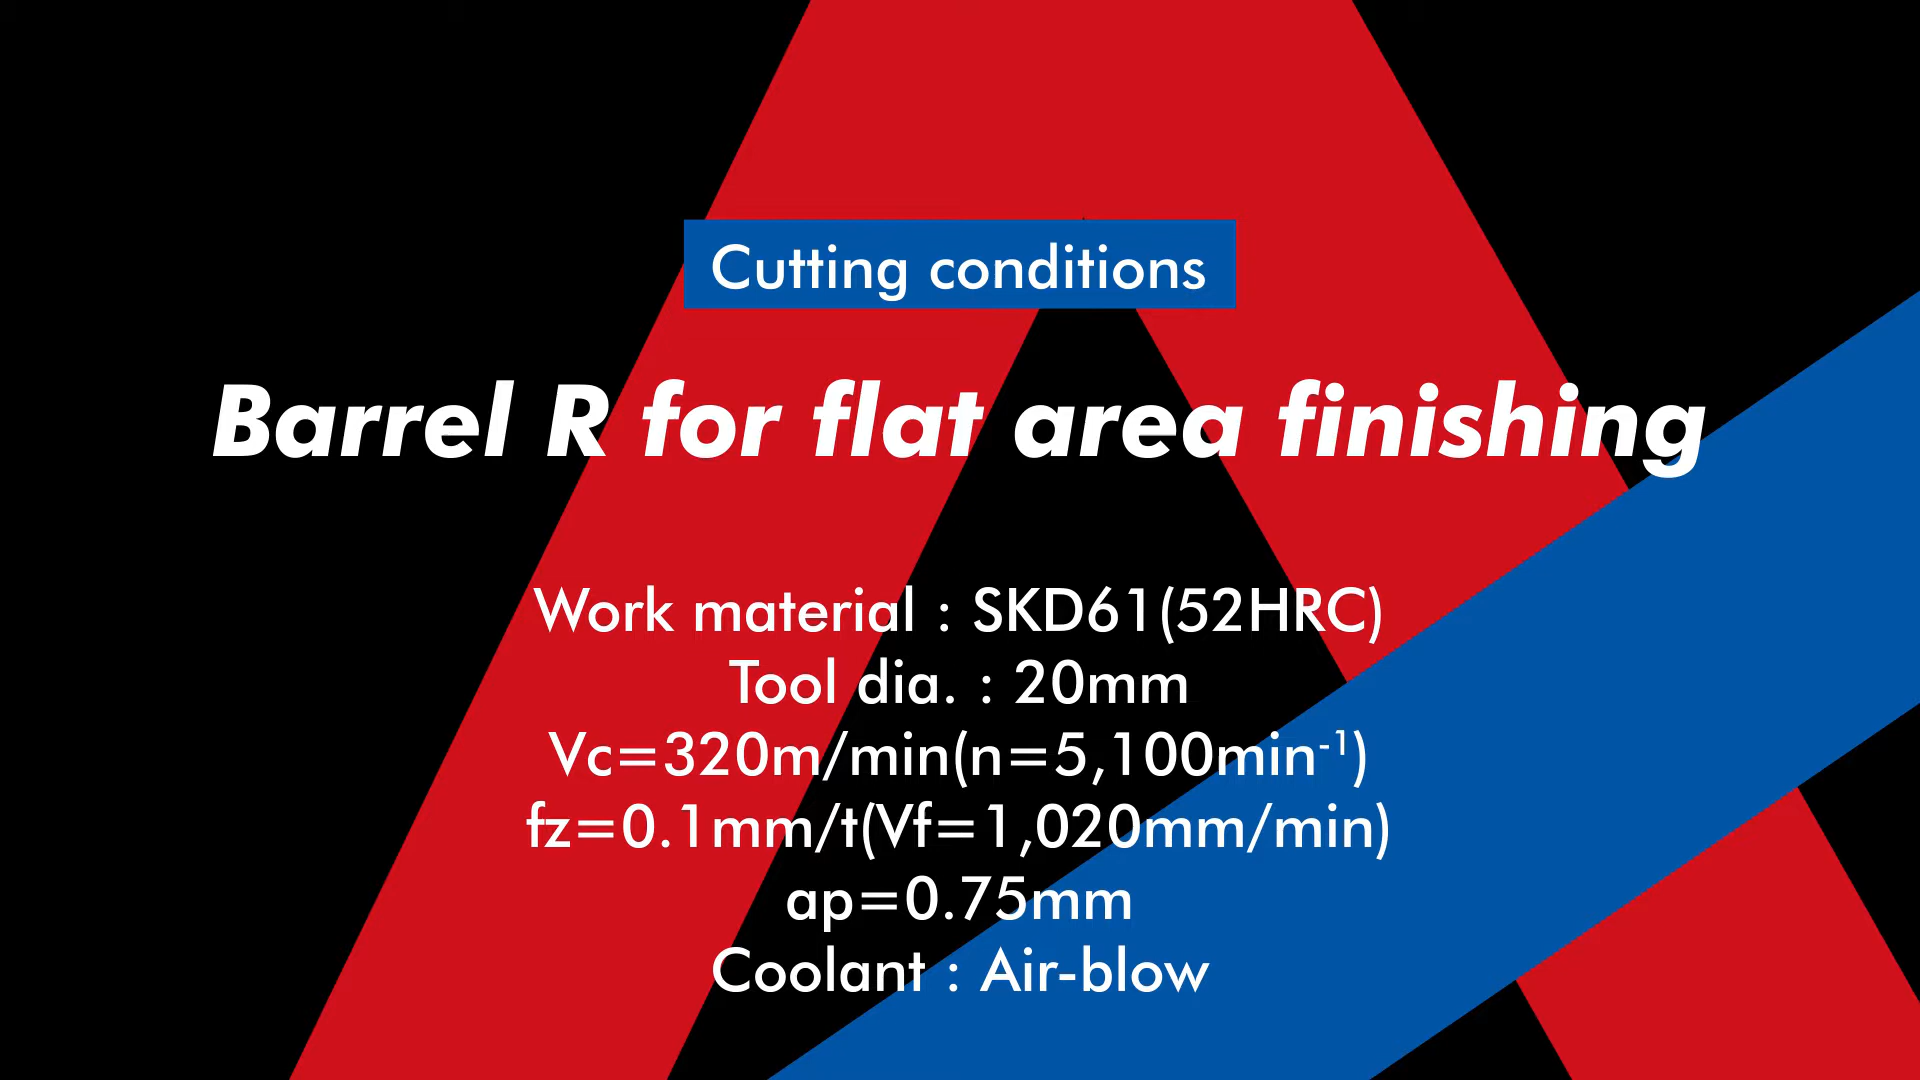 Cutting conditions
Barrel R for flat area finishing
Work material : SKD61(52HRC)
Tool dia. : 20mm
Vc=320m/min(n=5,100min⁻¹)
fz=0.1mm/t(Vf=1,020mm/min)
ap=0.75mm
Coolant : Air-blow